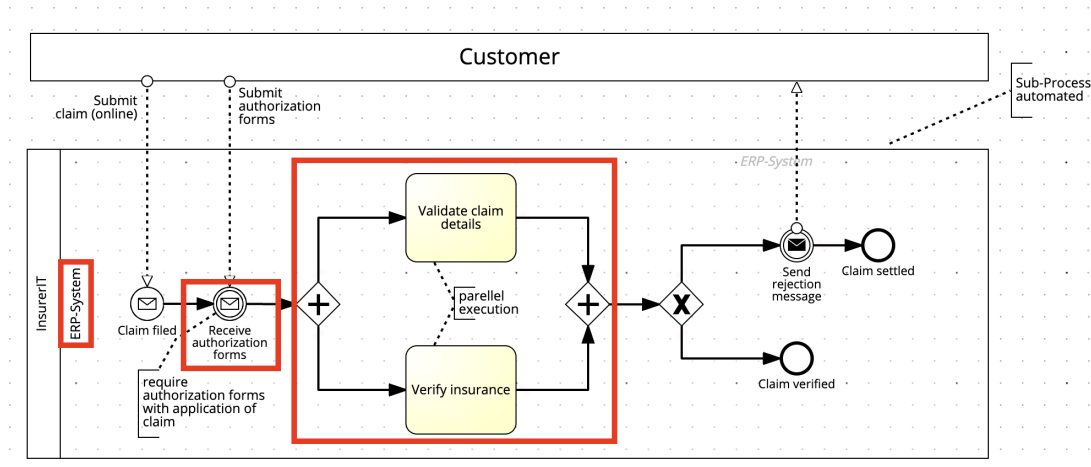 Customer
Submit
claim (online)
Submit
authorization
forms
Sub-Process
automated
ERP-System
InsurerIT
ERP-System
Claim filed
Receive
authorization
forms
require
authorization forms
with application of
claim
Validate claim
details
parellel
execution
Verify insurance
Send
rejection
message
Claim settled
Claim verified